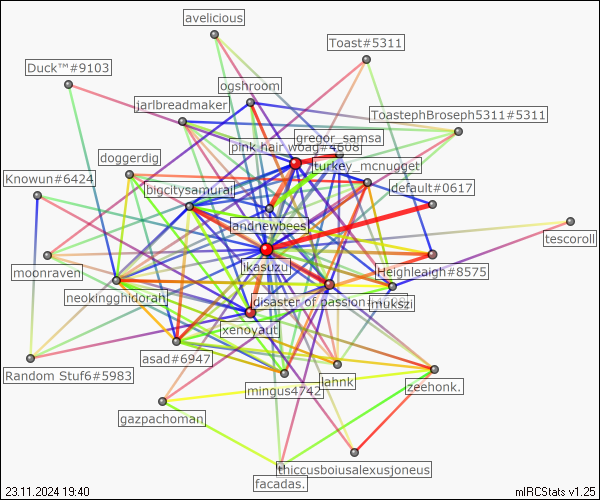 avelicious
Toast#5311
Duck™#9103
ogshroom
jarlbreadmaker
ToastephBroseph5311#5311
gregor_samsa
pink hair woag#4608
doggerdig
turkey_mcnugget
Knowun#6424
bigcitysamurai
default#0617
andnewbees
tescoroll
ikasuzu
moonraven
Heighleaigh#8575
neokingghidorah
disaster of passion
mukszi
xenoyaut
asad#6947
Random Stuf6#5983
lahnk
zeehonk.
mingus4742
gazpachoman
thiccusboiusalexusjoneus
facadas.
23.11.2024 19:40
mIRCStats v1.25